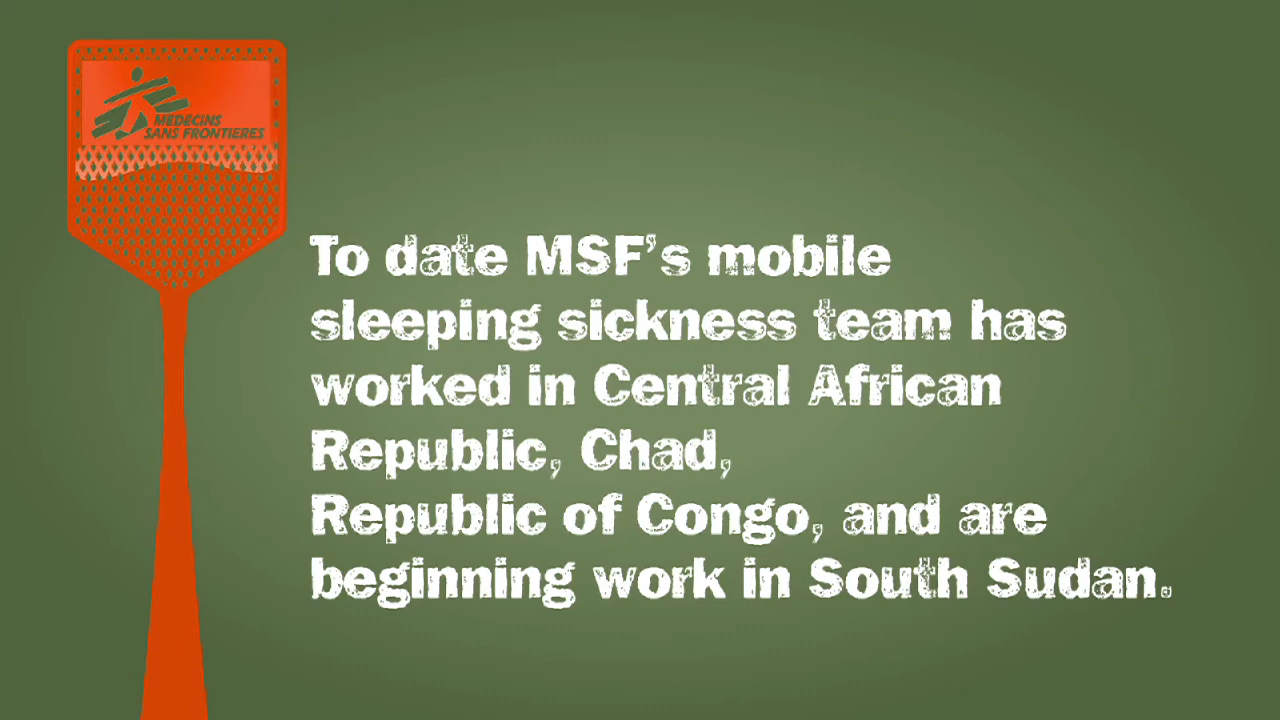 MEDECINS
SANS FRONTIERES
To date MSF's mobile
sleeping sickness team has
worked in Central African
Republic, Chad,
Republic of Congo, and are
beginning work in South Sudan.